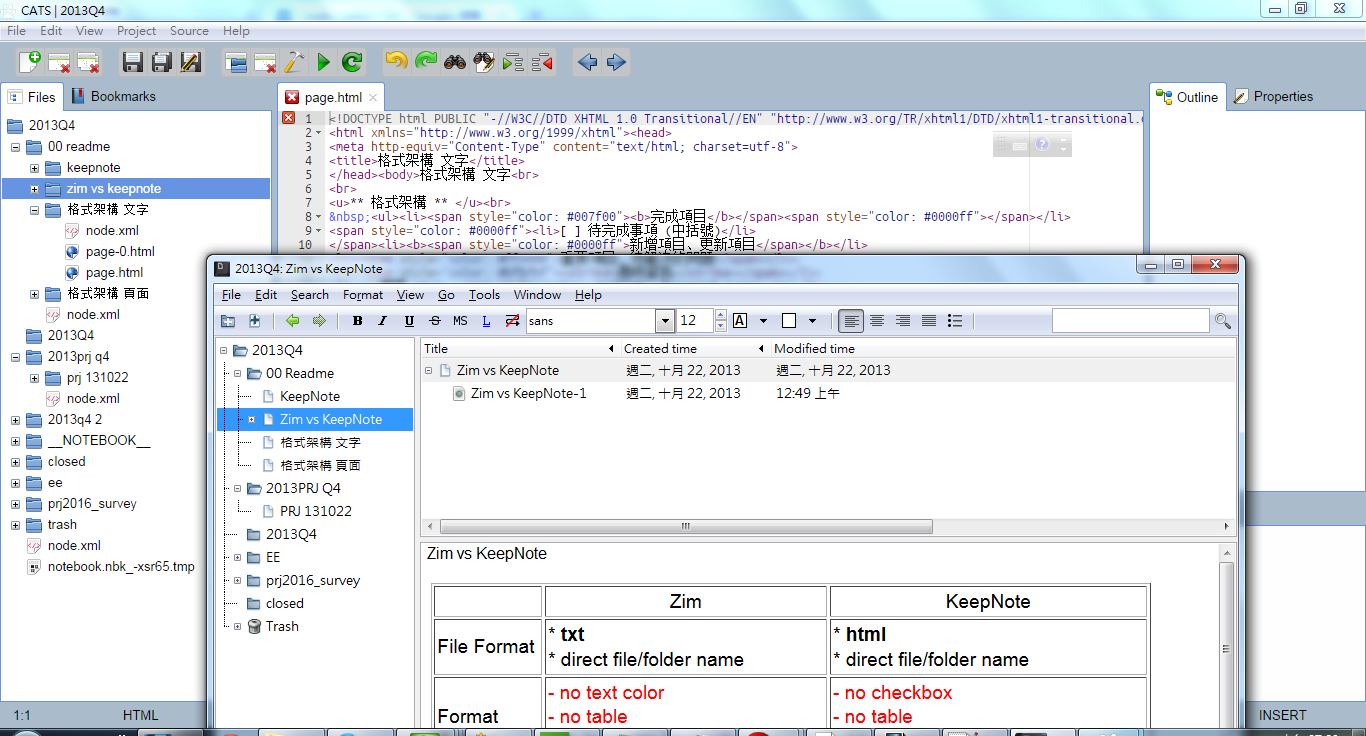 CATS | 2013Q4
File Edit View Project Source Help
Files Bookmarks
page.html
Outline Properties
2013Q4
00 readme
keepnote
zim vs keepnote
格式架構 文字
node.xml
page-0.html
page.html
格式架構 頁面
node.xml
2013Q4
2013prj q4
prj 131022
node.xml
2013q4 2
__NOTEBOOK__
closed
ee
prj2016_survey
trash
node.xml
notebook.nbk_-xsr65.tmp
1 <!DOCTYPE html PUBLIC "-//W3C//DTD XHTML 1.0 Transitional//EN" "http://www.w3.org/TR/xhtml1/DTD/xhtml1-transitional.
2 <html xmlns="http://www.w3.org/1999/xhtml"><head>
3 <meta http-equiv="Content-Type" content="text/html; charset=utf-8">
4 <title>格式架構 文字</title>
5 </head><body>格式架構 文字<br>
6 <br>
7 <u>** 格式架構 ** </u><br>
8 &nbsp;<ul><li><span style="color: #007f00"><b>完成項目</b></span><span style="color: #0000ff"></span></li>
9 <span style="color: #0000ff"><li>[ ] 待完成事項 (中括號)</li>
10 </span><li><b><span style="color: #0000ff">新增項目、更新項目</span></b></li>
2013Q4: Zim vs KeepNote
File Edit Search Format View Go Tools Window Help
B I U S MS L sans 12 A
2013Q4
00 Readme
KeepNote
Zim vs KeepNote
格式架構 文字
格式架構 頁面
2013PRJ Q4
PRJ 131022
2013Q4
EE
prj2016_survey
closed
Trash
Title Created time Modified time
Zim vs KeepNote 週二, 十月 22, 2013 週二, 十月 22, 2013
Zim vs KeepNote-1 週二, 十月 22, 2013 12:49 上午
Zim vs KeepNote
Zim KeepNote
File Format
* txt
* direct file/folder name
* html
* direct file/folder name
Format
- no text color
- no table
- no checkbox
- no table
1:1 HTML INSERT